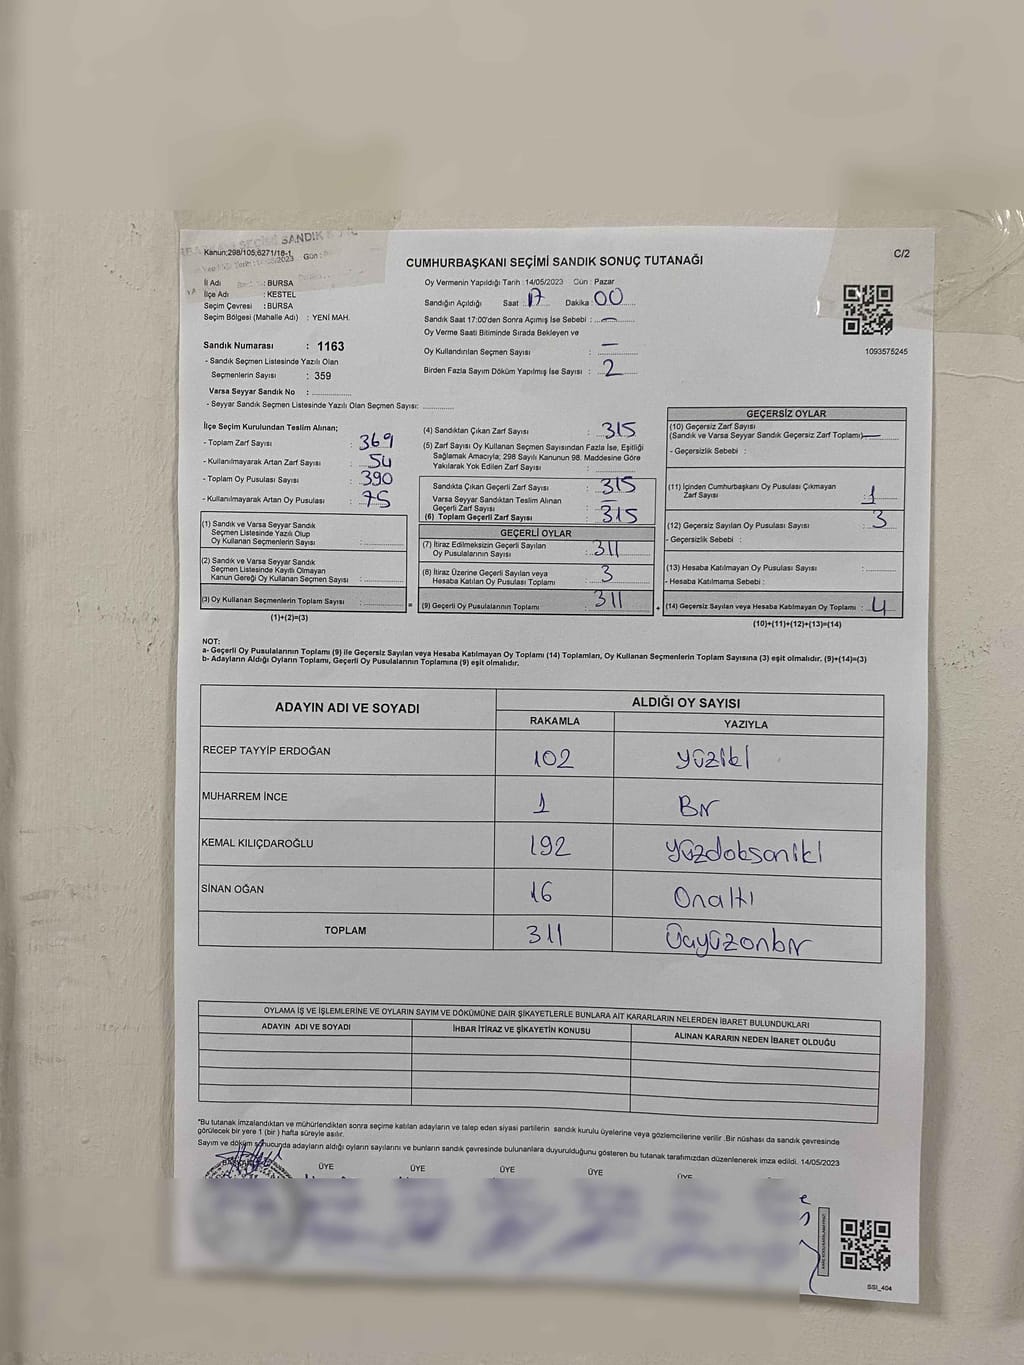 SEÇİMİ SANDIK
Kanun:298/105,6271/18-1
CUMHURBAŞKANI SEÇİMİ SANDIK SONUÇ TUTANAĞI
C/2
İl Adı : BURSA
İlçe Adı : KESTEL
Seçim Çevresi : BURSA
Seçim Bölgesi (Mahalle Adı) : YENİ MAH.
Oy Vermenin Yapıldığı Tarih : 14/05/2023 Gün : Pazar
Sandığın Açıldığı Saat : 17 Dakika : 00
Sandık Saat 17:00'den Sonra Açımış İse Sebebi : —
Oy Verme Saati Bitiminde Sırada Bekleyen ve
Oy Kullandırılan Seçmen Sayısı : —
Birden Fazla Sayım Döküm Yapılmış İse Sayısı : 2
1093575245
Sandık Numarası : 1163
- Sandık Seçmen Listesinde Yazılı Olan
Seçmenlerin Sayısı : 359
Varsa Seyyar Sandık No :
- Seyyar Sandık Seçmen Listesinde Yazılı Olan Seçmen Sayısı:
İlçe Seçim Kurulundan Teslim Alınan;
- Toplam Zarf Sayısı : 369
- Kullanılmayarak Artan Zarf Sayısı : 54
- Toplam Oy Pusulası Sayısı : 390
- Kullanılmayarak Artan Oy Pusulası : 75
(1) Sandık ve Varsa Seyyar Sandık
Seçmen Listesinde Yazılı Olup
Oy Kullanan Seçmenlerin Sayısı :
(2) Sandık ve Varsa Seyyar Sandık
Seçmen Listesinde Kayıtlı Olmayan
Kanun Gereği Oy Kullanan Seçmen Sayısı :
(3) Oy Kullanan Seçmenlerin Toplam Sayısı : =
(1)+(2)=(3)
(4) Sandıktan Çıkan Zarf Sayısı : 315
(5) Zarf Sayısı Oy Kullanan Seçmen Sayısından Fazla İse, Eşitliği
Sağlamak Amacıyla; 298 Sayılı Kanunun 98. Maddesine Göre
Yakılarak Yok Edilen Zarf Sayısı : —
Sandıkta Çıkan Geçerli Zarf Sayısı : 315
Varsa Seyyar Sandıktan Teslim Alınan
Geçerli Zarf Sayısı : —
(6) Toplam Geçerli Zarf Sayısı : 315
GEÇERLİ OYLAR
(7) İtiraz Edilmeksizin Geçerli Sayılan
Oy Pusulalarının Sayısı : 311
(8) İtiraz Üzerine Geçerli Sayılan veya
Hesaba Katılan Oy Pusulası Toplamı : 3
(9) Geçerli Oy Pusulalarının Toplamı : 311 +
GEÇERSİZ OYLAR
(10) Geçersiz Zarf Sayısı
(Sandık ve Varsa Seyyar Sandık Geçersiz Zarf Toplamı) —
- Geçersizlik Sebebi :
(11) İçinden Cumhurbaşkanı Oy Pusulası Çıkmayan
Zarf Sayısı : 1
(12) Geçersiz Sayılan Oy Pusulası Sayısı : 3
- Geçersizlik Sebebi :
(13) Hesaba Katılmayan Oy Pusulası Sayısı :
- Hesaba Katılmama Sebebi :
(14) Geçersiz Sayılan veya Hesaba Katılmayan Oy Toplamı : 4
(10)+(11)+(12)+(13)=(14)
NOT:
a- Geçerli Oy Pusulalarının Toplamı (9) ile Geçersiz Sayılan veya Hesaba Katılmayan Oy Toplamı (14) Toplamları, Oy Kullanan Seçmenlerin Toplam Sayısına (3) eşit olmalıdır. (9)+(14)=(3)
b- Adayların Aldığı Oyların Toplamı, Geçerli Oy Pusulalarının Toplamına (9) eşit olmalıdır.
ADAYIN ADI VE SOYADI ALDIĞI OY SAYISI
RAKAMLA YAZIYLA
RECEP TAYYİP ERDOĞAN 102 yüziki
MUHARREM İNCE 1 Bir
KEMAL KILIÇDAROĞLU 192 yüzdoksaniki
SİNAN OĞAN 16 Onaltı
TOPLAM 311 Üçyüzonbir
OYLAMA İŞ VE İŞLEMLERİNE VE OYLARIN SAYIM VE DÖKÜMÜNE DAİR ŞİKAYETLERLE BUNLARA AİT KARARLARIN NELERDEN İBARET BULUNDUKLARI
ADAYIN ADI VE SOYADI İHBAR İTİRAZ VE ŞİKAYETİN KONUSU ALINAN KARARIN NEDEN İBARET OLDUĞU
*Bu tutanak imzalandıktan ve mühürlendikten sonra seçime katılan adayların ve talep eden siyasi partilerin sandık kurulu üyelerine veya gözlemcilerine verilir .Bir nüshası da sandık çevresinde
görülecek bir yere 1 (bir ) hafta süreyle asılır.
Sayım ve döküm sonucunda adayların aldığı oyların sayılarını ve bunların sandık çevresinde bulunanlara duyurulduğunu gösteren bu tutanak tarafımızdan düzenlenerek imza edildi. 14/05/2023
ÜYE ÜYE ÜYE ÜYE ÜYE
SSI_404